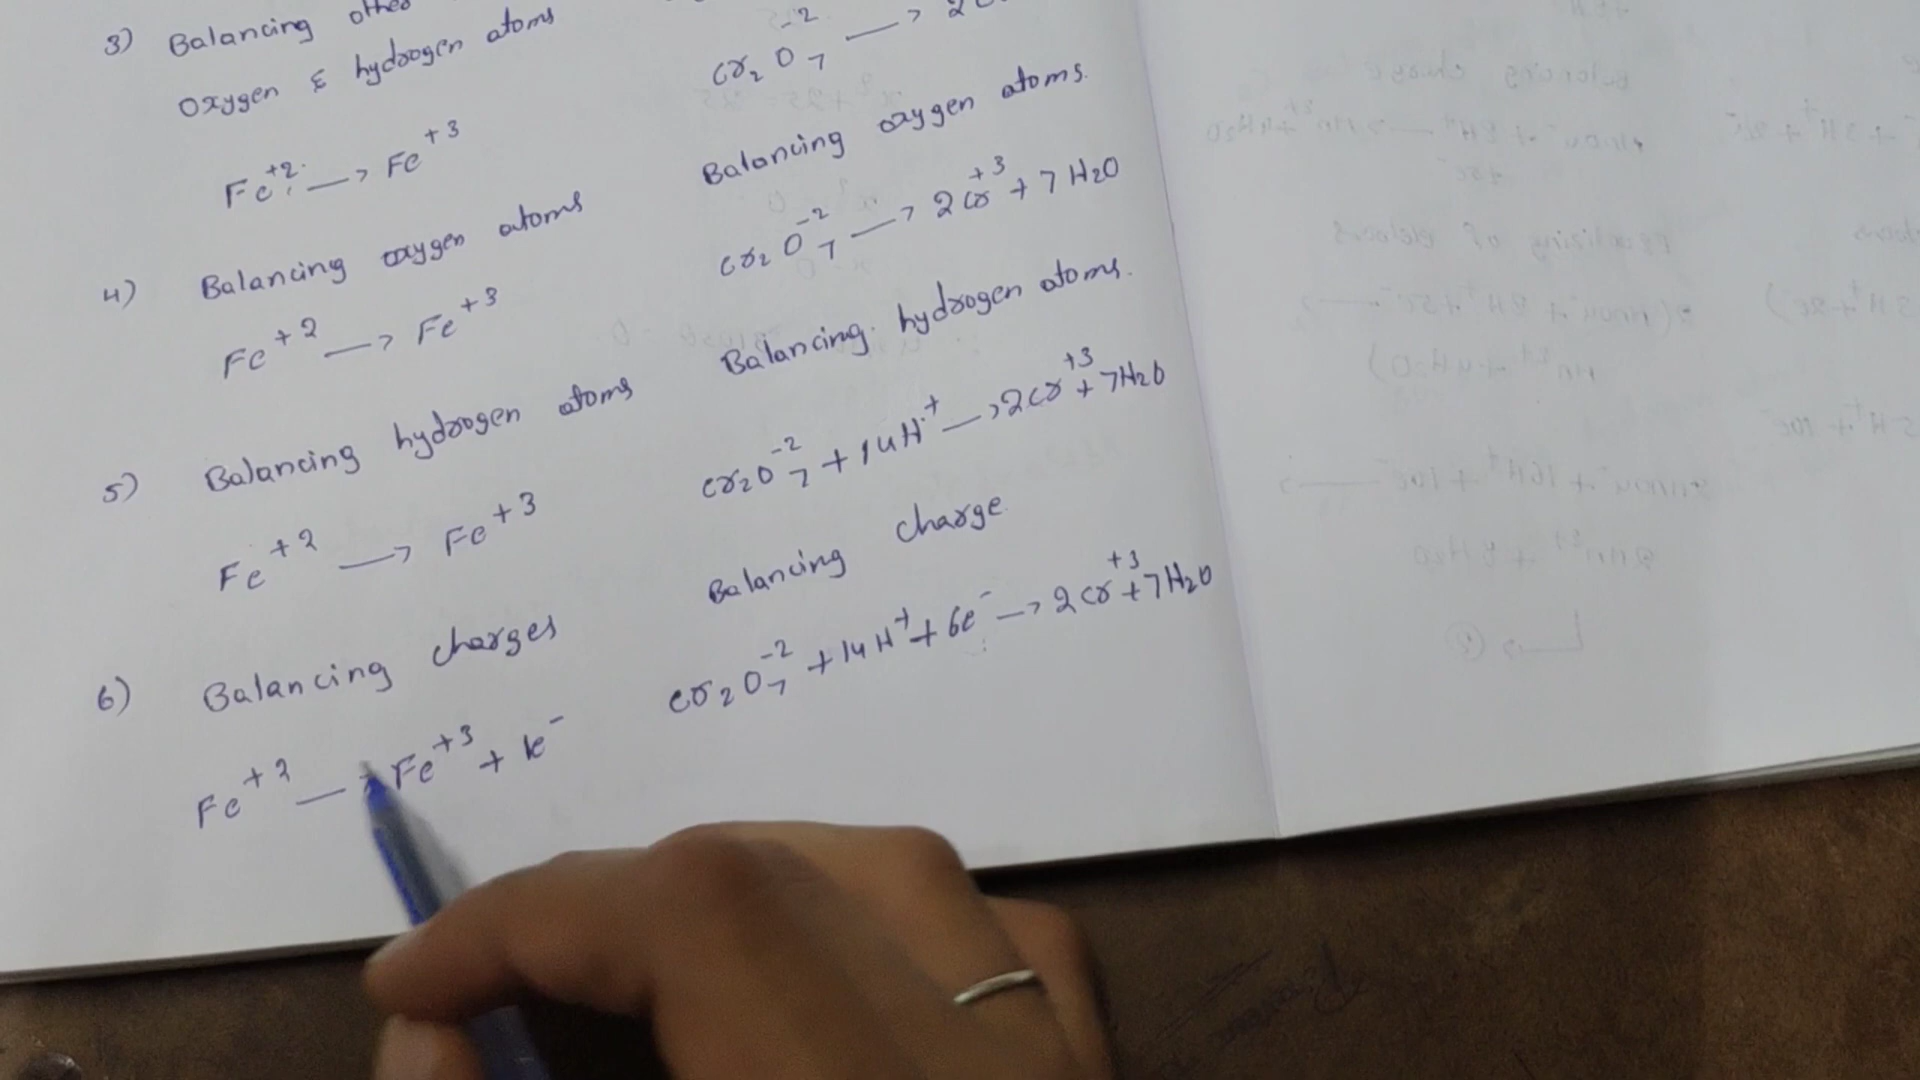 3) Balancing other
Oxygen & hydrogen atoms
Fe+2 → Fe+3
Cr2O7-2 → 2
4) Balancing oxygen atoms
Fe+2 → Fe+3
Balancing oxygen atoms.
Cr2O7-2 → 2Cr+3 + 7H2O
5) Balancing hydrogen atoms
Fe+2 → Fe+3
Balancing hydrogen atoms.
Cr2O7-2 + 14H+ → 2Cr+3 + 7H2O
6) Balancing charges
Fe+2 → Fe+3 + 1e-
Balancing charge
Cr2O7-2 + 14H+ + 6e- → 2Cr+3 + 7H2O